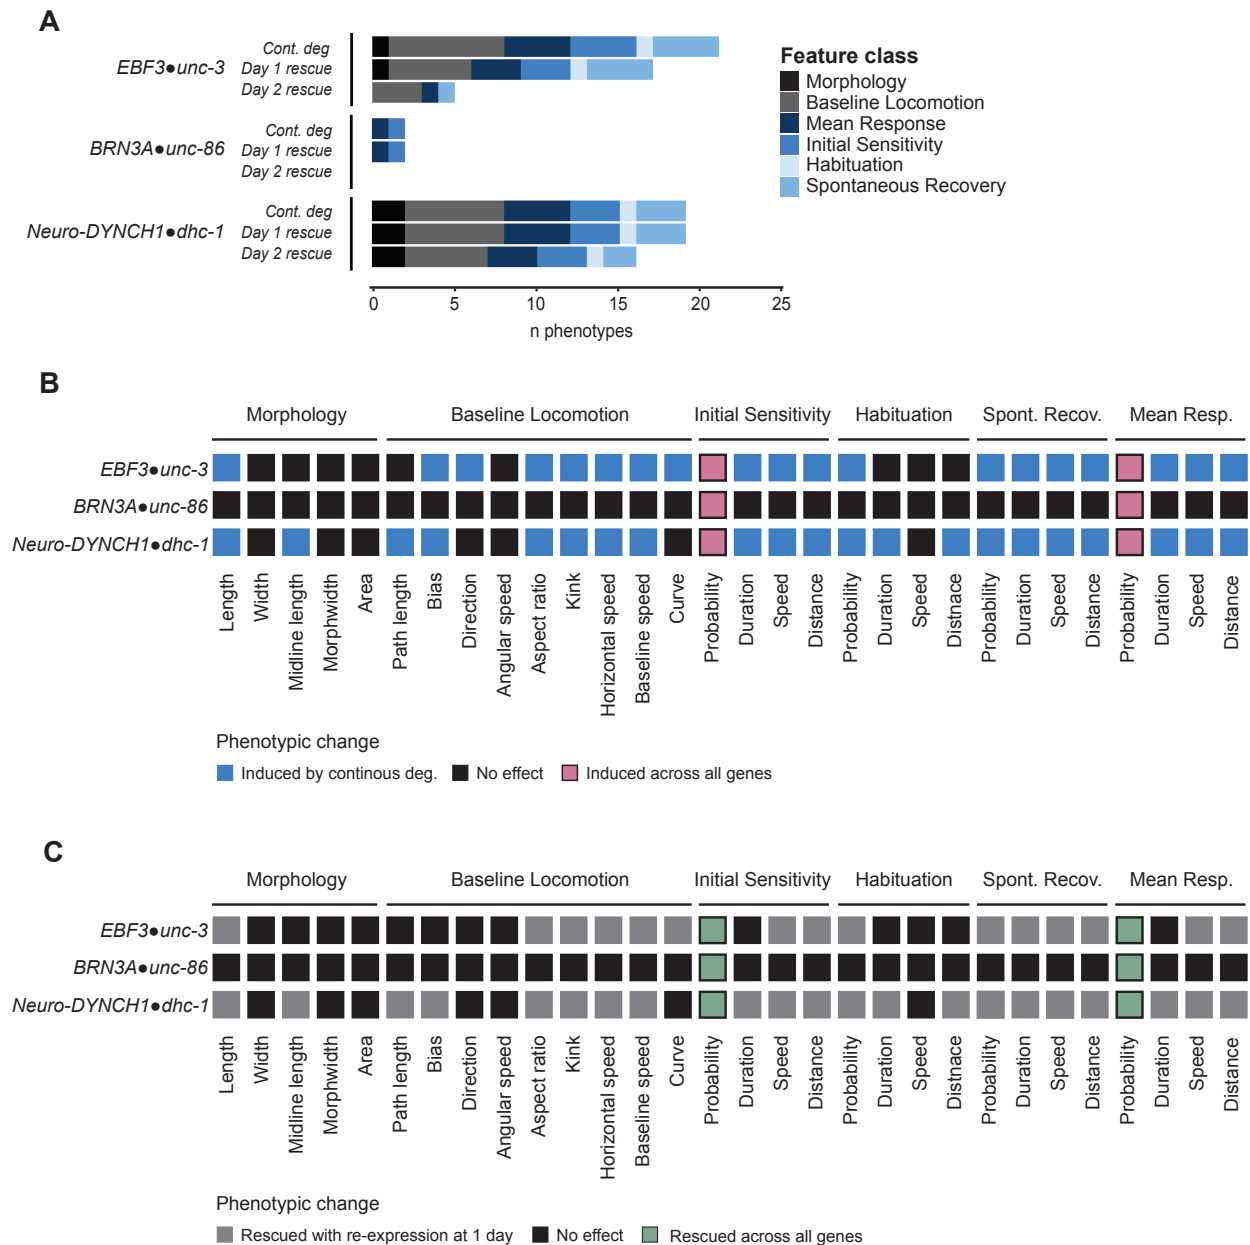 A
EBF3●unc-3
Cont. deg
Day 1 rescue
Day 2 rescue
BRN3A●unc-86
Cont. deg
Day 1 rescue
Day 2 rescue
Neuro-DYNCH1●dhc-1
Cont. deg
Day 1 rescue
Day 2 rescue
0 5 10 15 20 25
n phenotypes
Feature class
Morphology
Baseline Locomotion
Mean Response
Initial Sensitivity
Habituation
Spontaneous Recovery
B
Morphology Baseline Locomotion Initial Sensitivity Habituation Spont. Recov. Mean Resp.
EBF3●unc-3
BRN3A●unc-86
Neuro-DYNCH1●dhc-1
Length
Width
Midline length
Morphwidth
Area
Path length
Bias
Direction
Angular speed
Aspect ratio
Kink
Horizontal speed
Baseline speed
Curve
Probability
Duration
Speed
Distance
Probability
Duration
Speed
Distnace
Probability
Duration
Speed
Distance
Probability
Duration
Speed
Distance
Phenotypic change
Induced by continous deg. No effect Induced across all genes
C
Morphology Baseline Locomotion Initial Sensitivity Habituation Spont. Recov. Mean Resp.
EBF3●unc-3
BRN3A●unc-86
Neuro-DYNCH1●dhc-1
Length
Width
Midline length
Morphwidth
Area
Path length
Bias
Direction
Angular speed
Aspect ratio
Kink
Horizontal speed
Baseline speed
Curve
Probability
Duration
Speed
Distance
Probability
Duration
Speed
Distnace
Probability
Duration
Speed
Distance
Probability
Duration
Speed
Distance
Phenotypic change
Rescued with re-expression at 1 day No effect Rescued across all genes